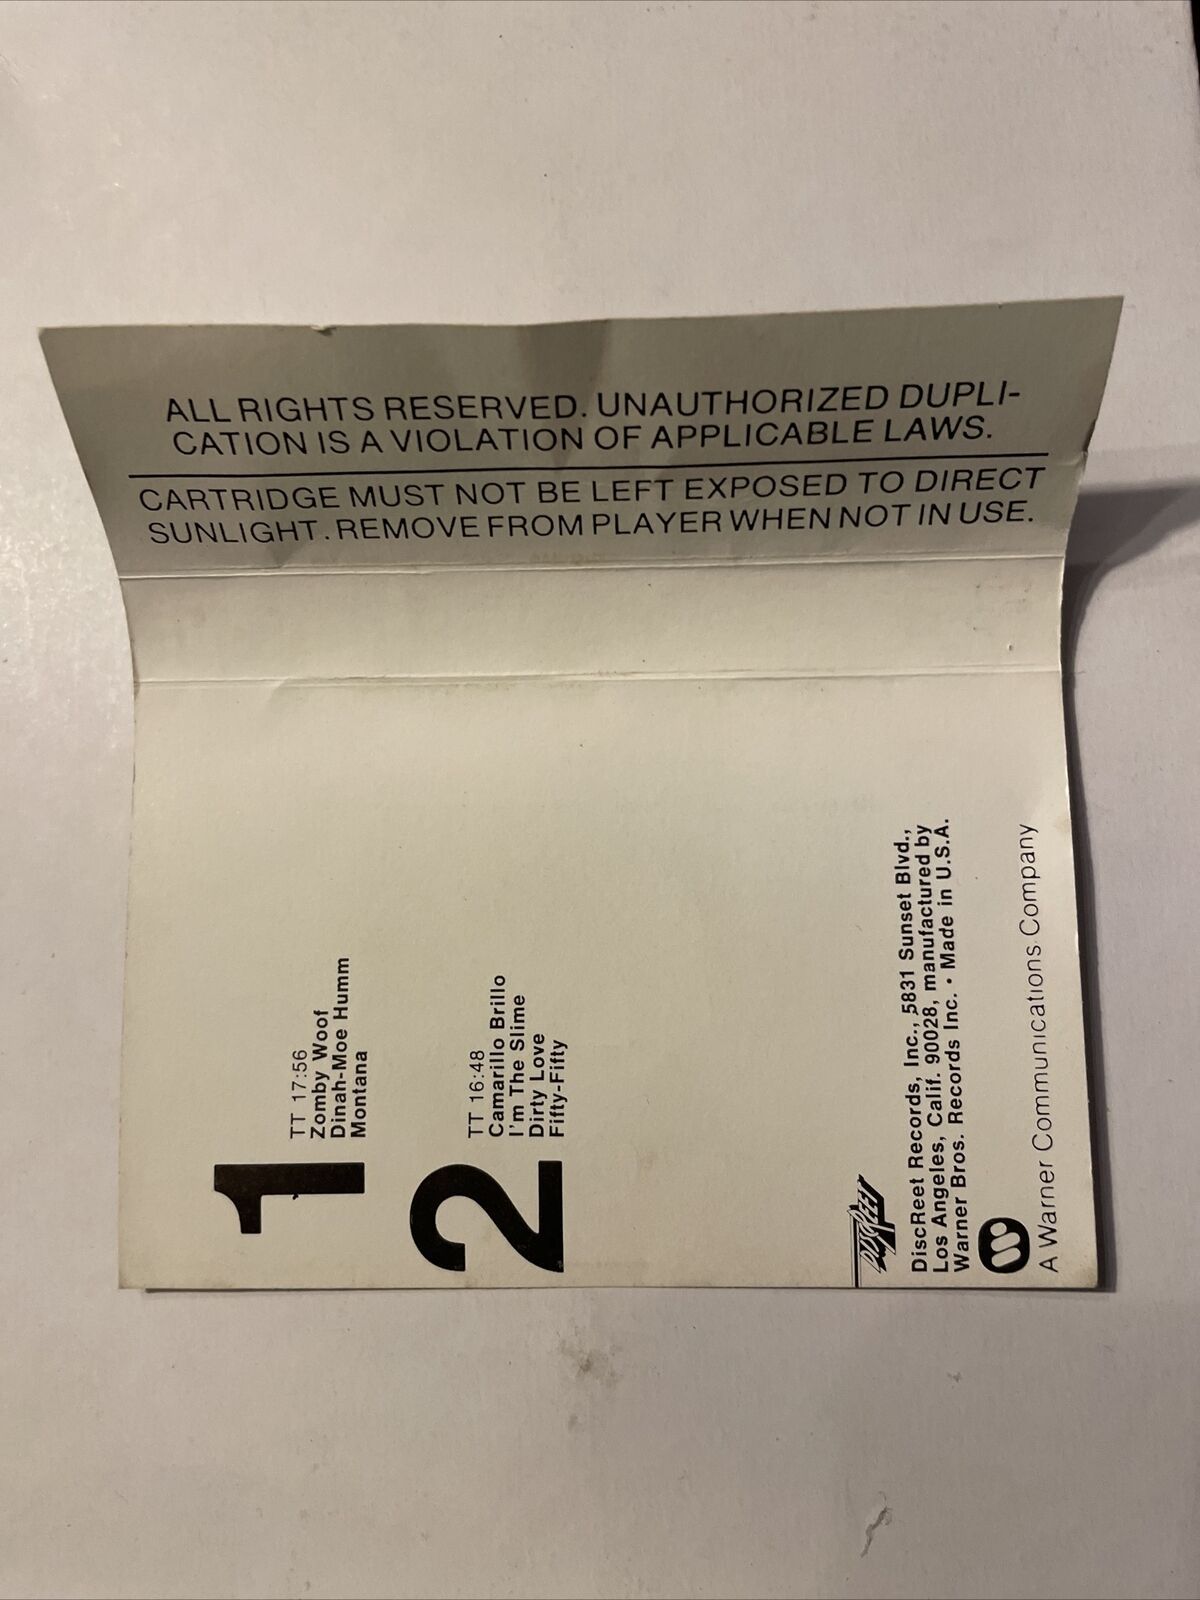 ALL RIGHTS RESERVED. UNAUTHORIZED DUPLI-
CATION IS A VIOLATION OF APPLICABLE LAWS.
CARTRIDGE MUST NOT BE LEFT EXPOSED TO DIRECT
SUNLIGHT. REMOVE FROM PLAYER WHEN NOT IN USE.
1
TT 17:56
Zomby Woof
Dinah-Moe Humm
Montana
2
TT 16:48
Camarillo Brillo
I'm The Slime
Dirty Love
Fifty-Fifty
DISCREET
DiscReet Records, Inc., 5831 Sunset Blvd.,
Los Angeles, Calif. 90028, manufactured by
Warner Bros. Records Inc. • Made in U.S.A.
A Warner Communications Company